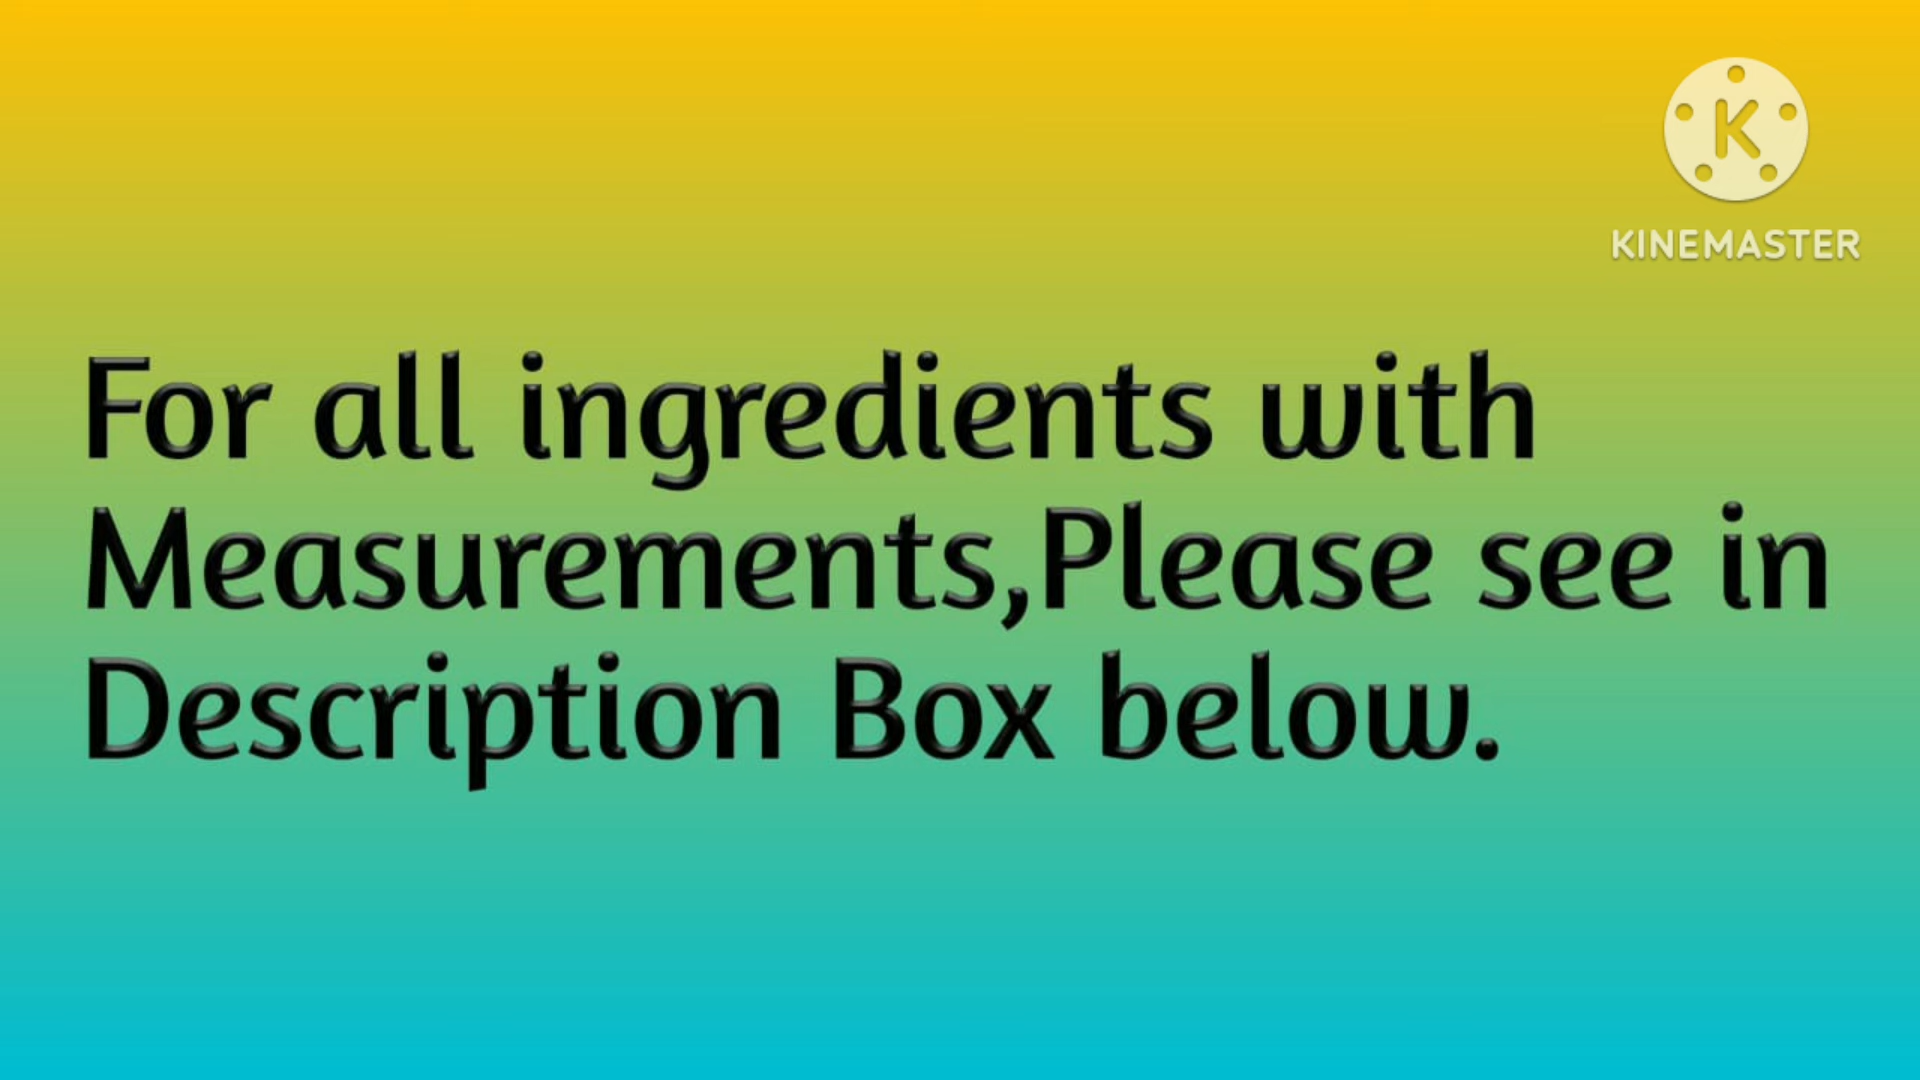 K
KINEMASTER
For all ingredients with
Measurements,Please see in
Description Box below.